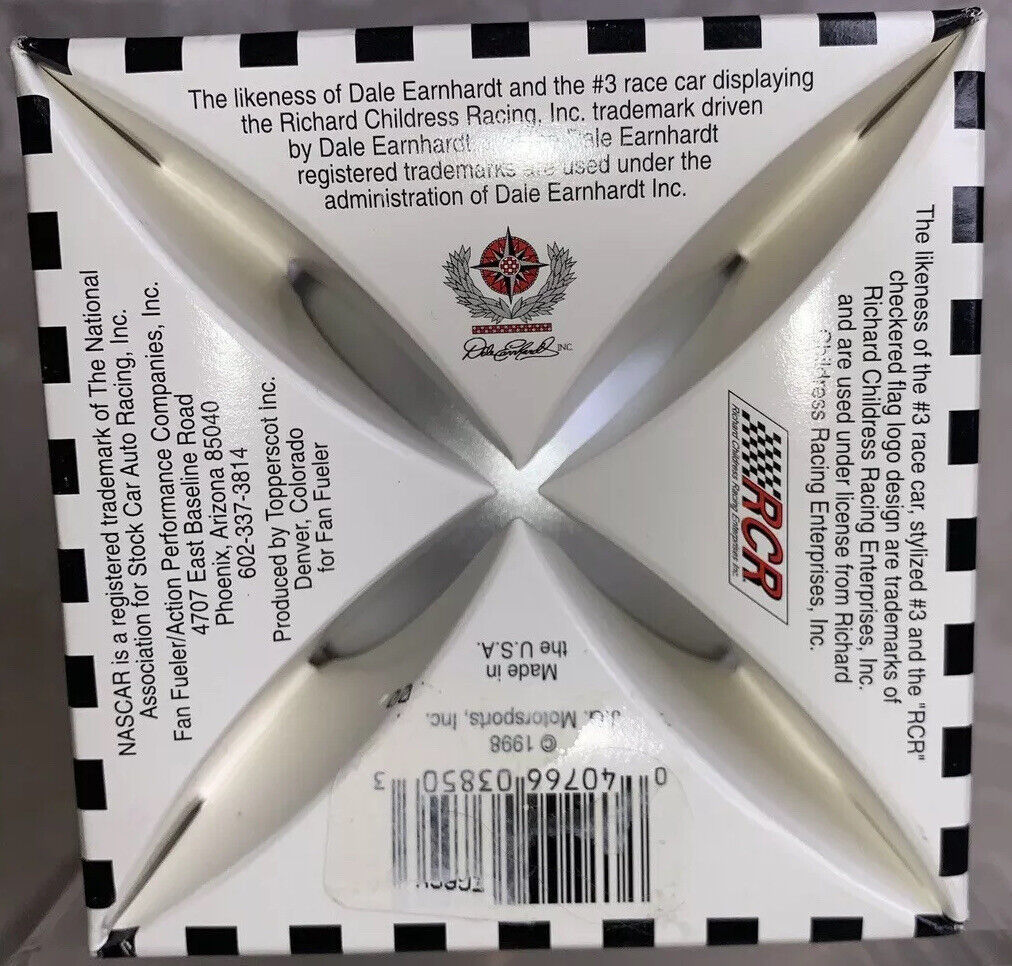 The likeness of Dale Earnhardt and the #3 race car displaying
the Richard Childress Racing, Inc. trademark driven
by Dale Earnhardt Dale Earnhardt
registered trademarks are used under the
administration of Dale Earnhardt Inc.
Dale Earnhardt INC.
The likeness of the #3 race car, stylized #3 and the "RCR"
checkered flag logo design are trademarks of
Richard Childress Racing Enterprises, Inc.
and are used under license from Richard
Childress Racing Enterprises, Inc.
RCR
Richard Childress Racing Enterprises Inc.
NASCAR is a registered trademark of The National
Association for Stock Car Auto Racing, Inc.
Fan Fueler/Action Performance Companies, Inc.
4707 East Baseline Road
Phoenix, Arizona 85040
602-337-3814
Produced by Topperscot Inc.
Denver, Colorado
for Fan Fueler
Made in
the U.S.A.
J.G. Motorsports, Inc.
© 1998
0 40766 03850 3